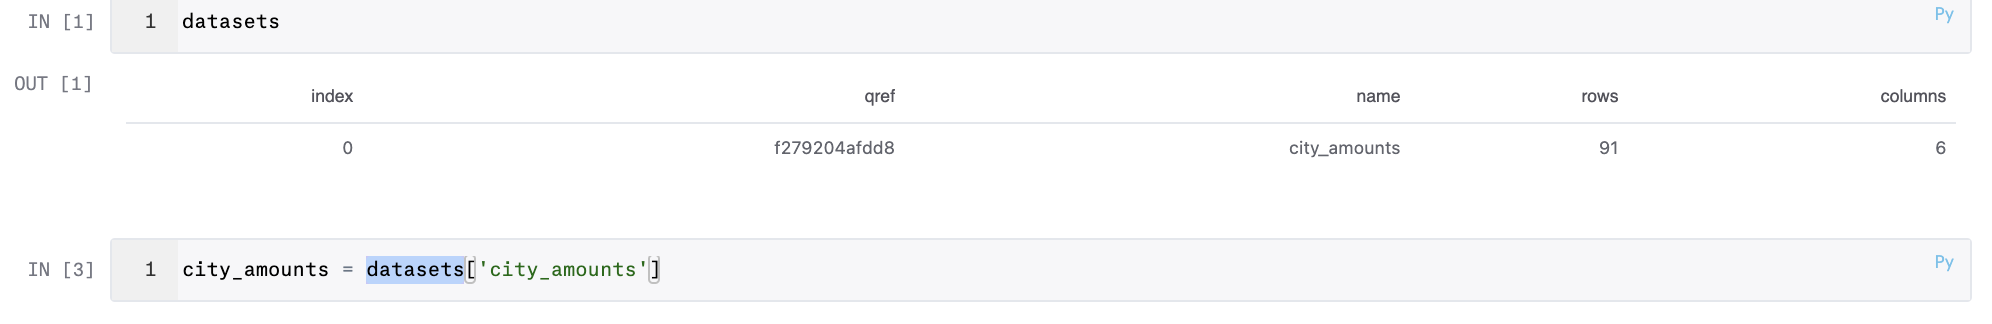 IN [1] 1 datasets Py
OUT [1]
index qref name rows columns
0 f279204afdd8 city_amounts 91 6
IN [3] 1 city_amounts = datasets['city_amounts'] Py